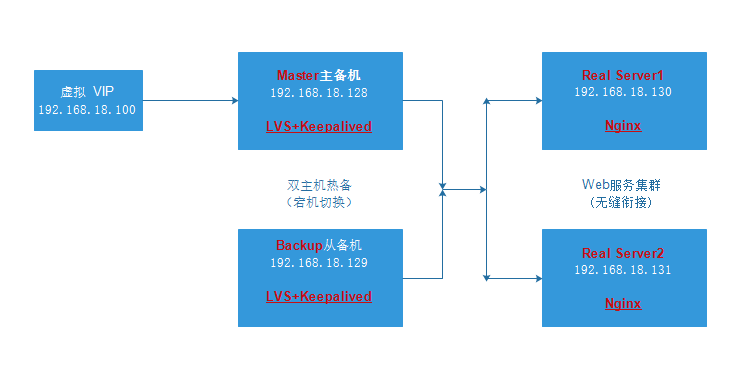 虚拟 VIP
192.168.18.100
Master主备机
192.168.18.128
LVS+Keepalived
双主机热备
（宕机切换）
Backup从备机
192.168.18.129
LVS+Keepalived
Real Server1
192.168.18.130
Nginx
Web服务集群
(无缝衔接)
Real Server2
192.168.18.131
Nginx